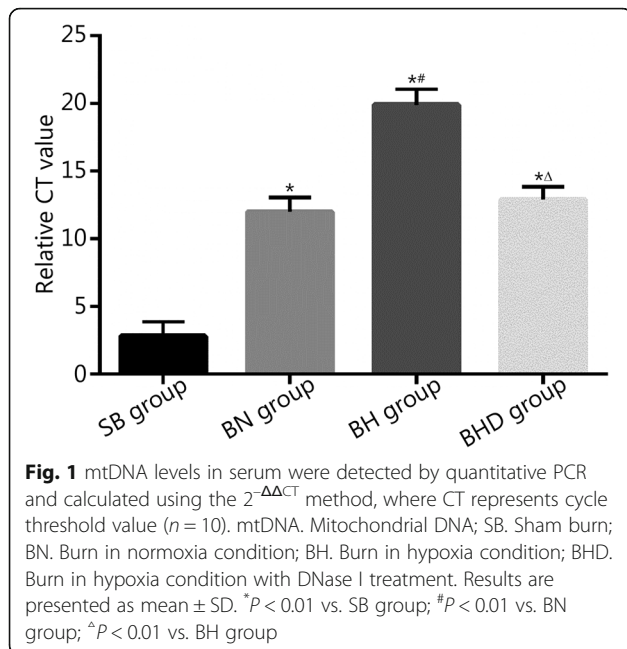 25
20
15
10
5
0
Relative CT value
*
*#
*Δ
SB group
BN group
BH group
BHD group
Fig. 1 mtDNA levels in serum were detected by quantitative PCR
and calculated using the 2−ΔΔCT method, where CT represents cycle
threshold value (n = 10). mtDNA. Mitochondrial DNA; SB. Sham burn;
BN. Burn in normoxia condition; BH. Burn in hypoxia condition; BHD.
Burn in hypoxia condition with DNase I treatment. Results are
presented as mean ± SD. *P < 0.01 vs. SB group; #P < 0.01 vs. BN
group; ΔP < 0.01 vs. BH group